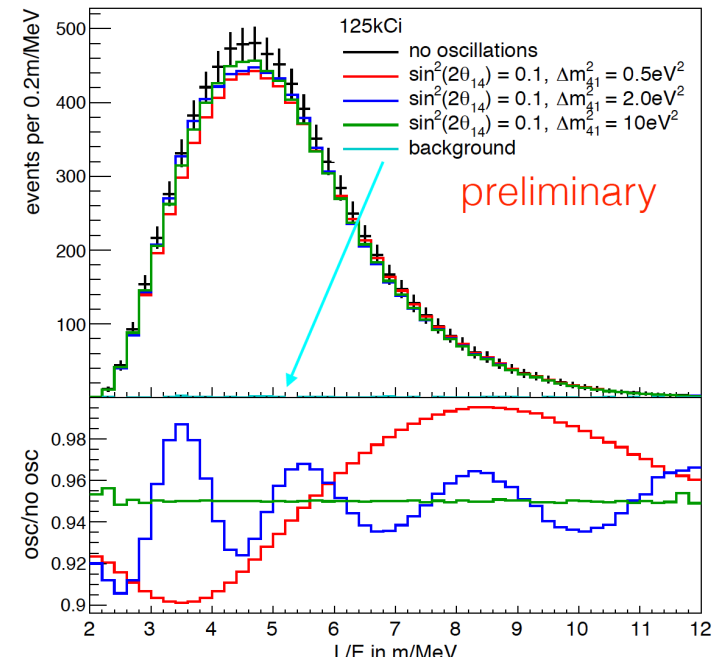 125kCi
no oscillations
sin²(2θ₁₄) = 0.1, Δm²₄₁ = 0.5eV²
sin²(2θ₁₄) = 0.1, Δm²₄₁ = 2.0eV²
sin²(2θ₁₄) = 0.1, Δm²₄₁ = 10eV²
background
preliminary
events per 0.2m/MeV
500
400
300
200
100
osc/no osc
0.98
0.96
0.94
0.92
0.9
2 3 4 5 6 7 8 9 10 11 12
L/E in m/MeV